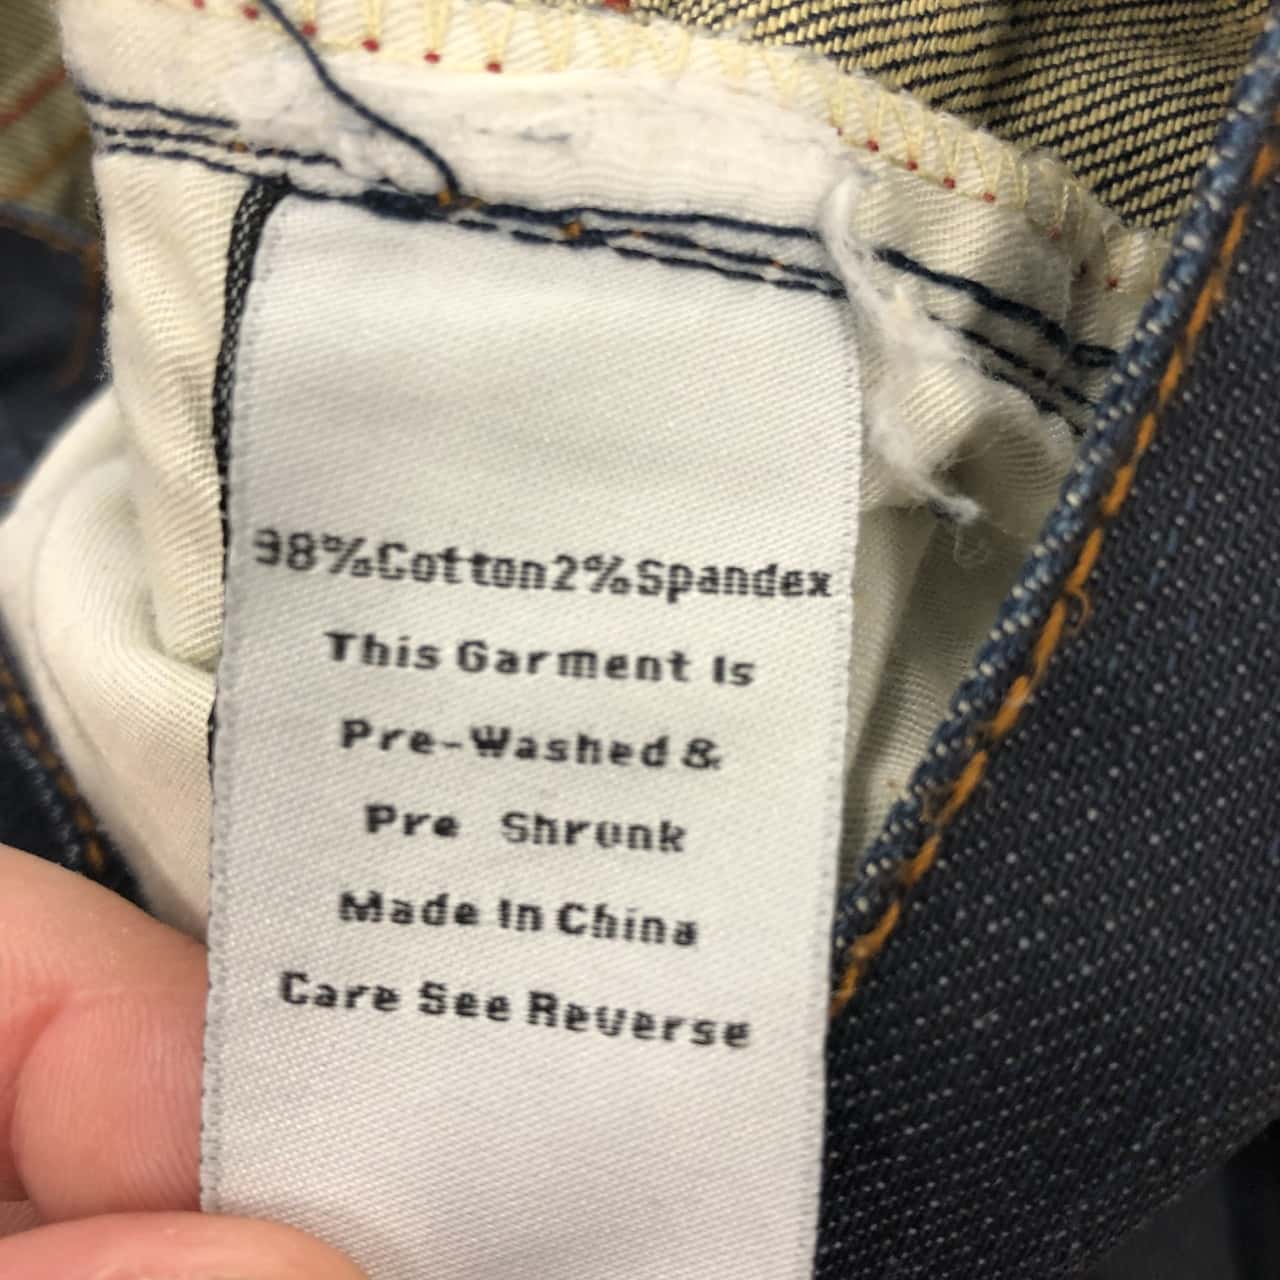 98%Cotton2%Spandex
This Garment Is
Pre-Washed &
Pre Shrunk
Made In China
Care See Reverse